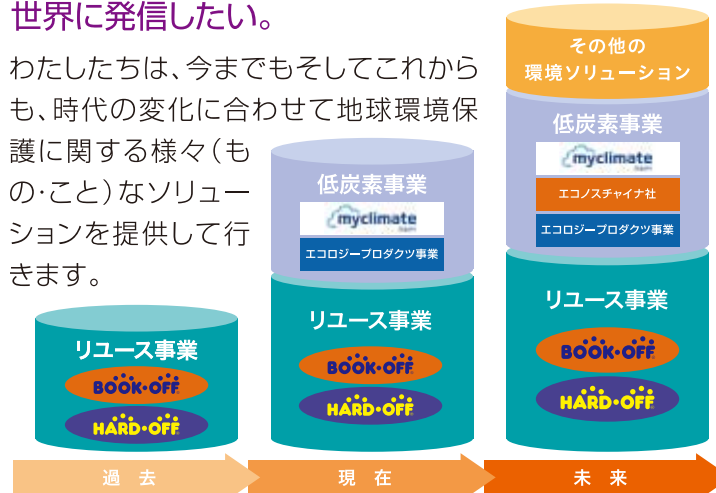 世界に発信したい。
わたしたちは、今までもそしてこれから
も、時代の変化に合わせて地球環境保
護に関する様々（も
の・こと）なソリュー
ションを提供して行
きます。
リユース事業
BOOK・OFF
HARD・OFF
低炭素事業
myclimate
エコロジープロダクツ事業
リユース事業
BOOK・OFF
HARD・OFF
その他の
環境ソリューション
低炭素事業
myclimate
エコノスチャイナ社
エコロジープロダクツ事業
リユース事業
BOOK・OFF
HARD・OFF
過 去
現 在
未 来